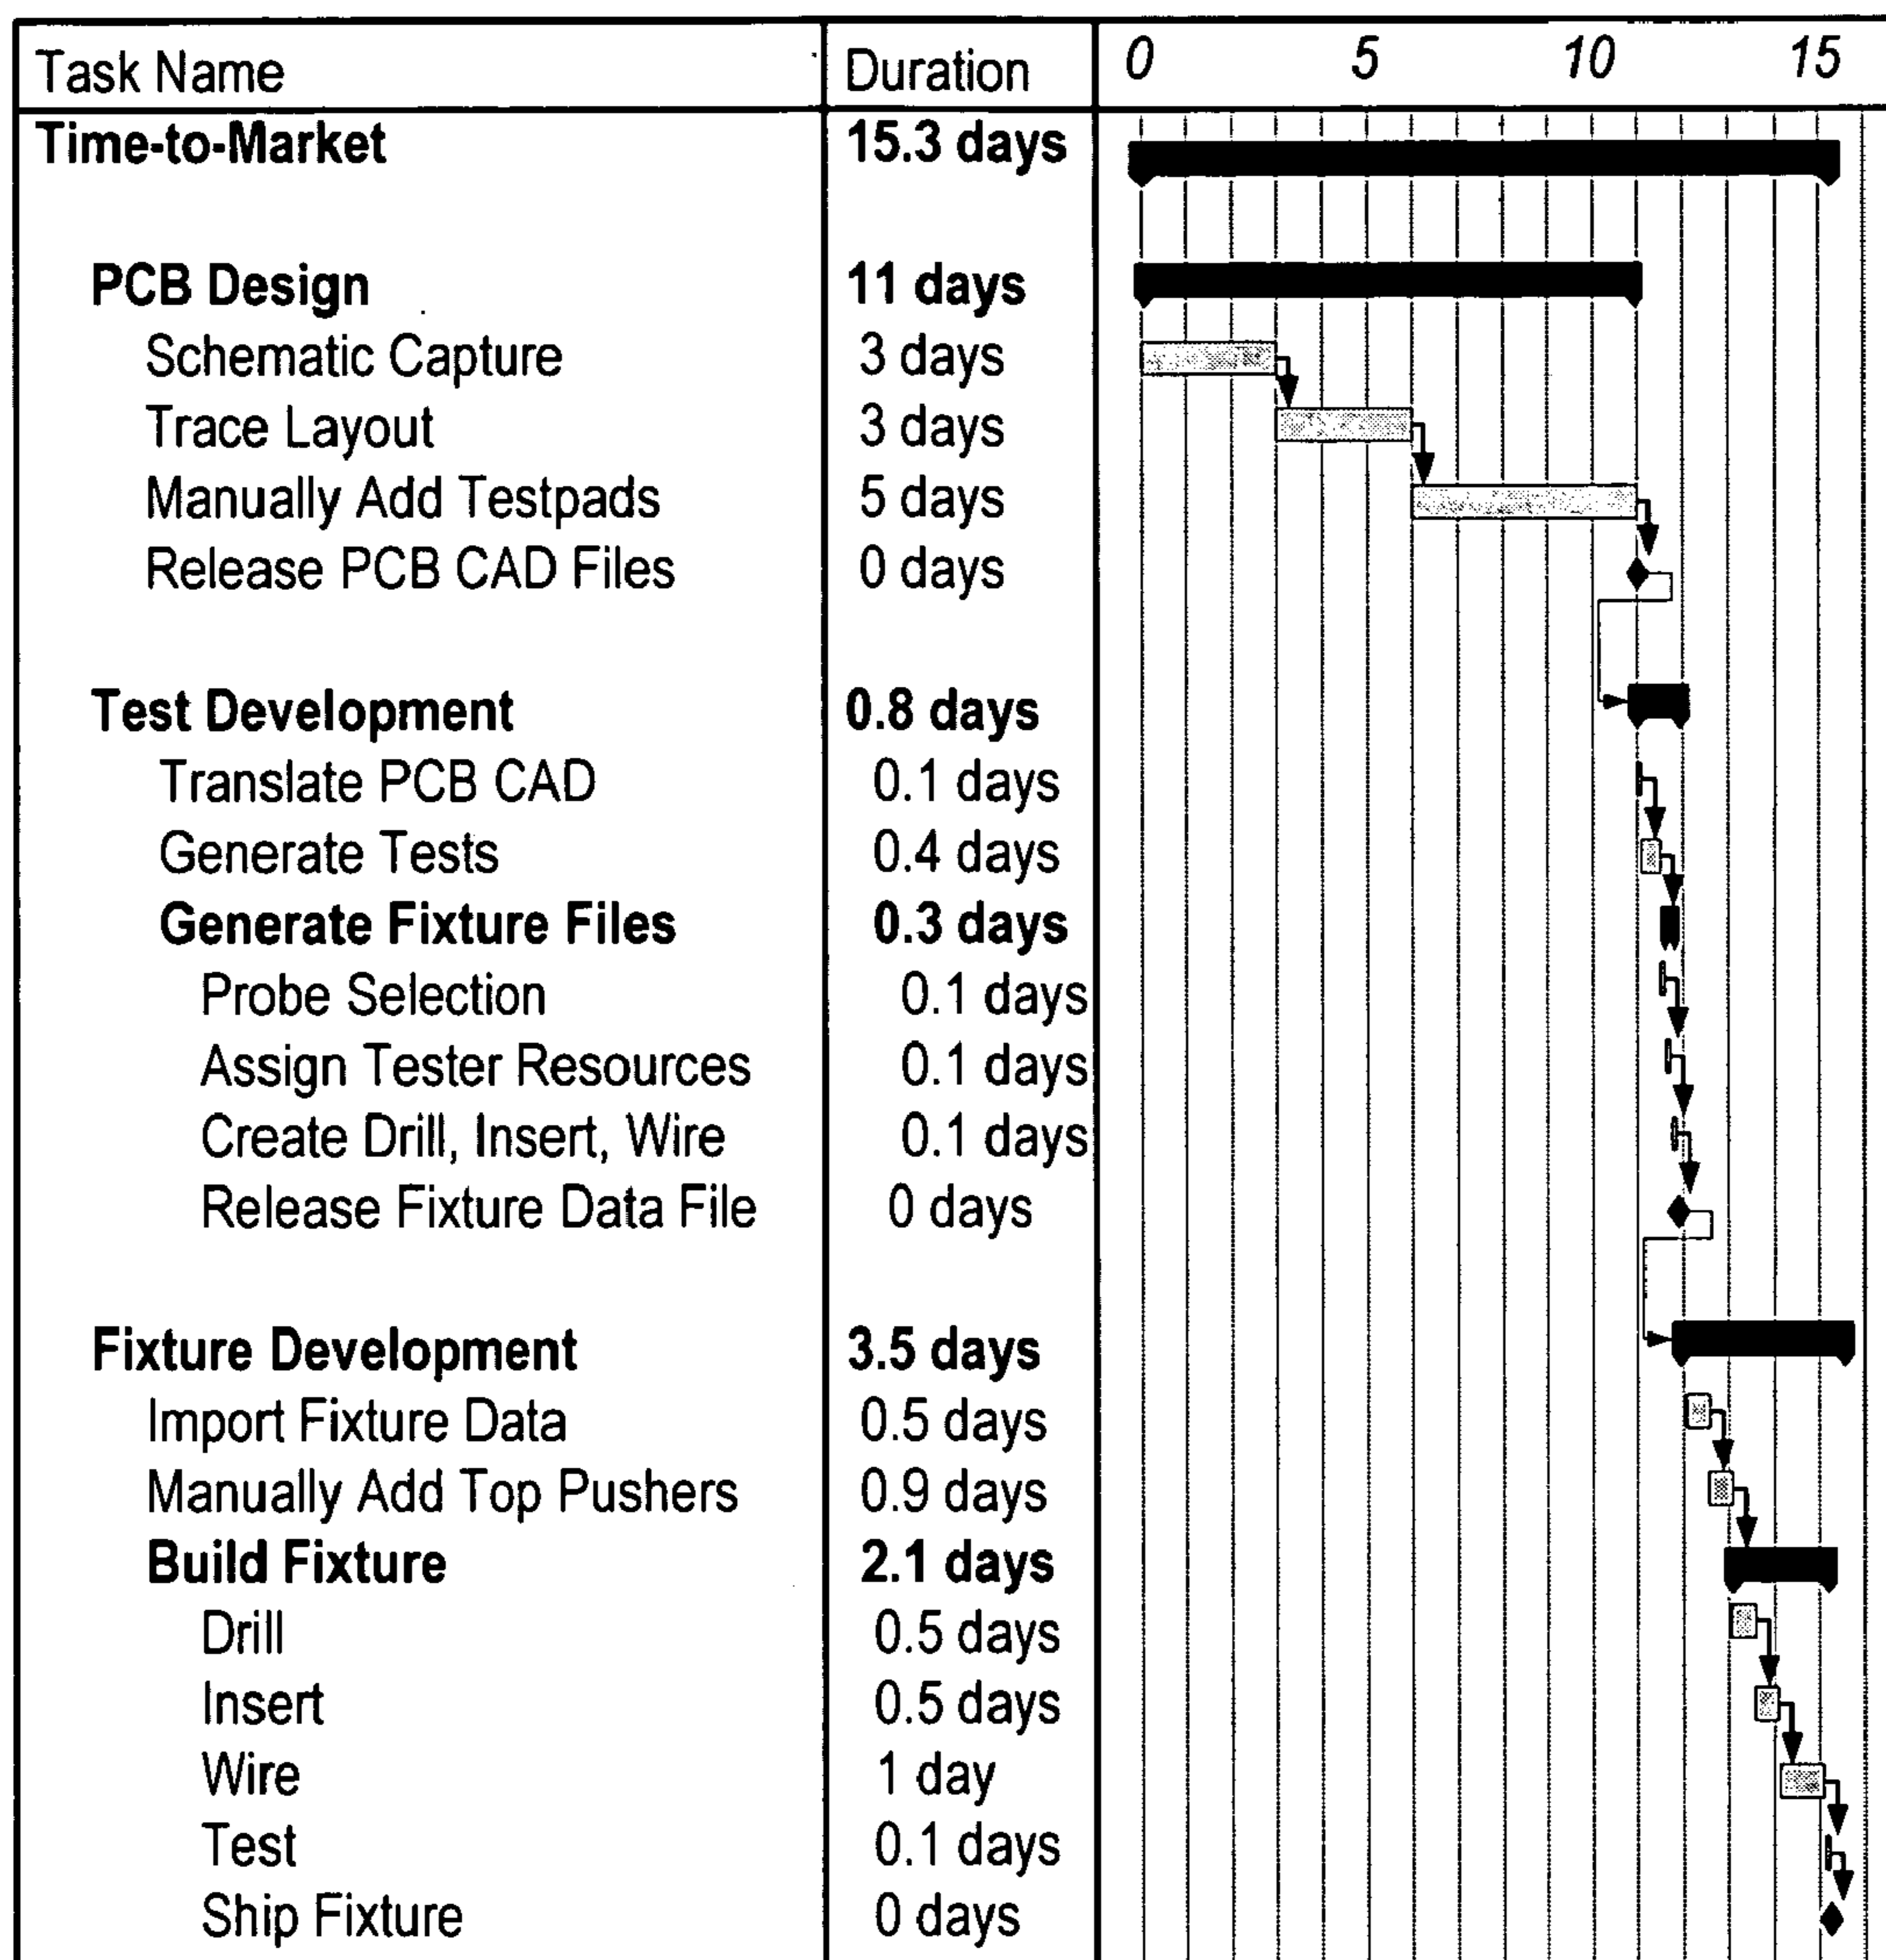 Task Name Duration 0 5 10 15
Time-to-Market 15.3 days
PCB Design 11 days
Schematic Capture 3 days
Trace Layout 3 days
Manually Add Testpads 5 days
Release PCB CAD Files 0 days
Test Development 0.8 days
Translate PCB CAD 0.1 days
Generate Tests 0.4 days
Generate Fixture Files 0.3 days
Probe Selection 0.1 days
Assign Tester Resources 0.1 days
Create Drill, Insert, Wire 0.1 days
Release Fixture Data File 0 days
Fixture Development 3.5 days
Import Fixture Data 0.5 days
Manually Add Top Pushers 0.9 days
Build Fixture 2.1 days
Drill 0.5 days
Insert 0.5 days
Wire 1 day
Test 0.1 days
Ship Fixture 0 days